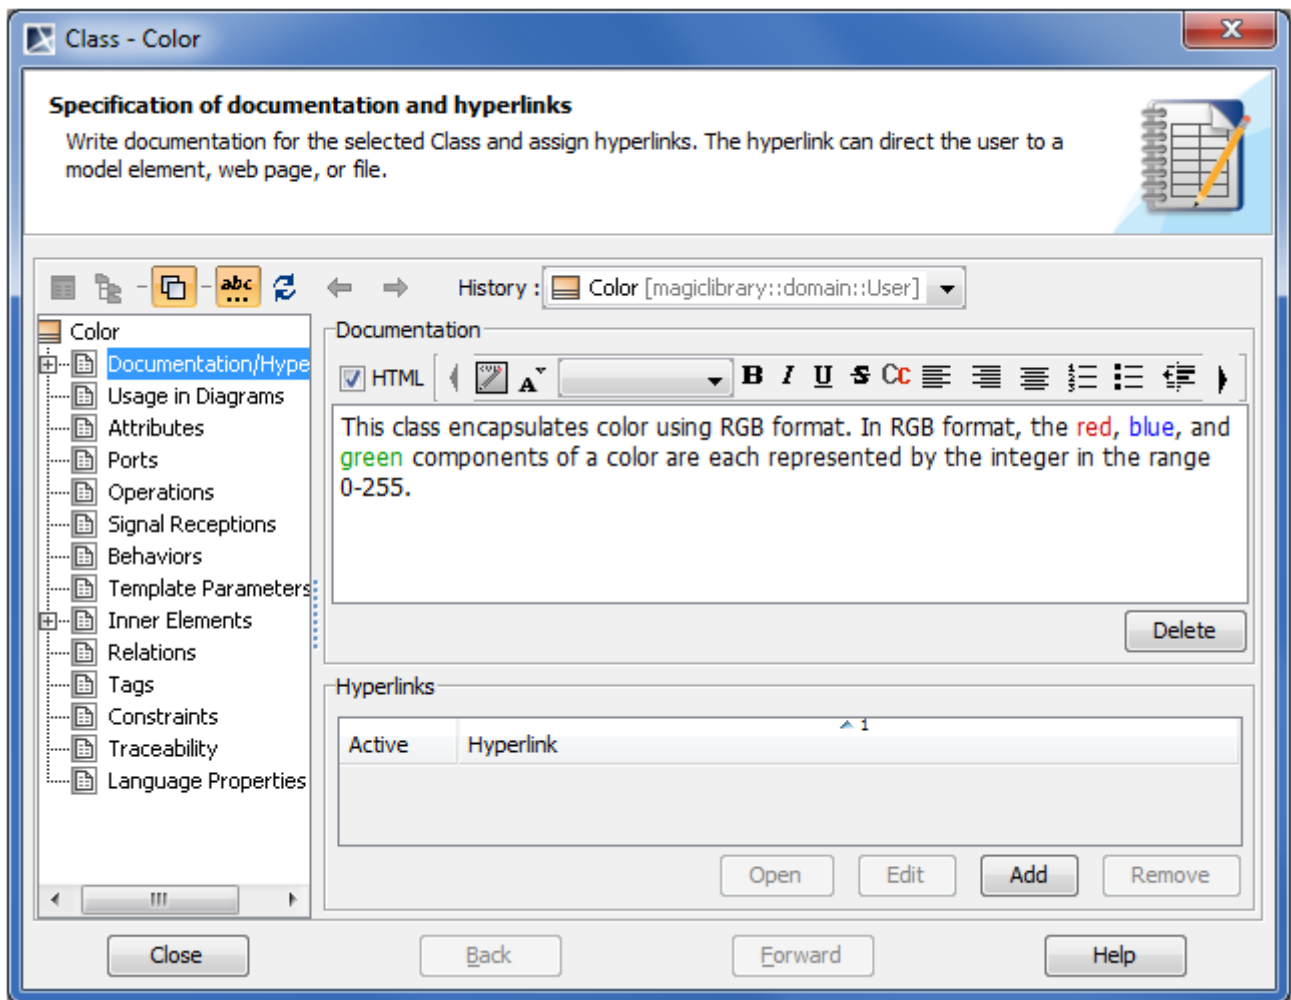 Class - Color
Specification of documentation and hyperlinks
Write documentation for the selected Class and assign hyperlinks. The hyperlink can direct the user to a
model element, web page, or file.
abc
History :
Color [magiclibrary::domain::User]
Color
Documentation/Hype
Usage in Diagrams
Attributes
Ports
Operations
Signal Receptions
Behaviors
Template Parameters
Inner Elements
Relations
Tags
Constraints
Traceability
Language Properties
Documentation
HTML
A
B I U S Cc
This class encapsulates color using RGB format. In RGB format, the red, blue, and
green components of a color are each represented by the integer in the range
0-255.
Delete
Hyperlinks
1
Active Hyperlink
Open Edit Add Remove
Close Back Forward Help